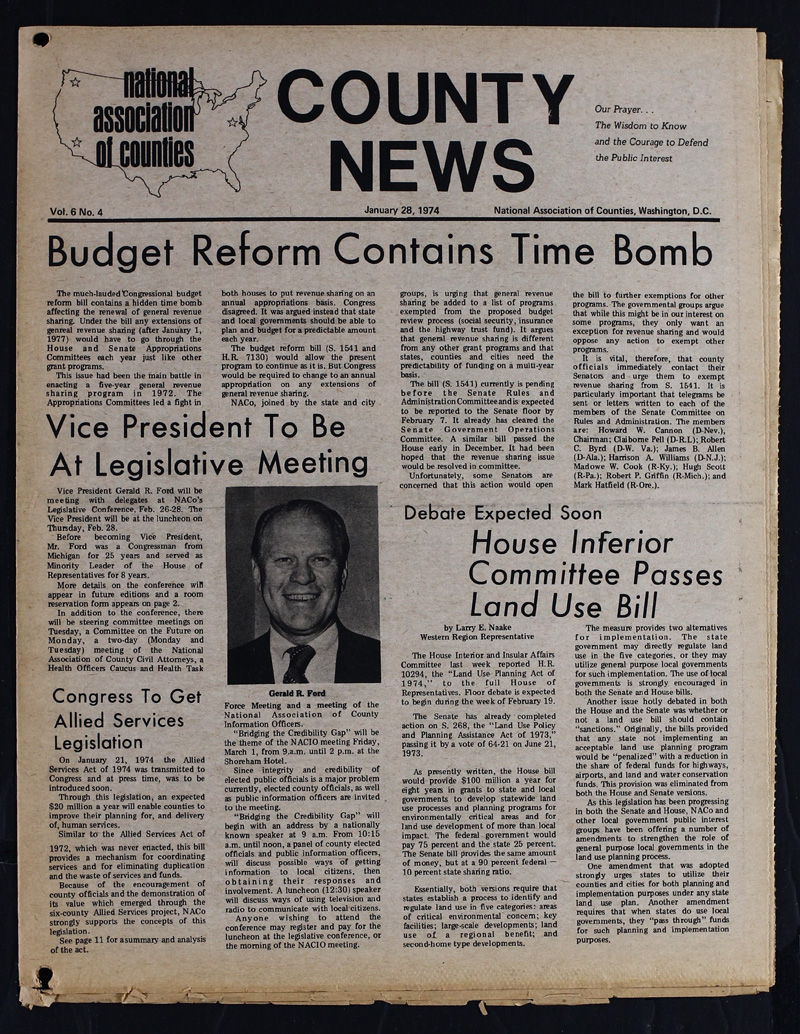 national
association
of counties
COUNTY
NEWS
Our Prayer. . .
The Wisdom to Know
and the Courage to Defend
the Public Interest
Vol. 6 No. 4
January 28, 1974
National Association of Counties, Washington, D.C.
Budget Reform Contains Time Bomb
The much-lauded Congressional budget
reform bill contains a hidden time bomb
affecting the renewal of general revenue
sharing. Under the bill any extensions of
genreal revenue sharing (after January 1,
1977) would have to go through the
House and Senate Appropriations
Committees each year just like other
grant programs.
This issue had been the main battle in
enacting a five-year general revenue
sharing program in 1972. The
Appropriations Committees led a fight in
both houses to put revenue sharing on an
annual appropriations basis. Congress
disagreed. It was argued instead that state
and local governments should be able to
plan and budget for a predictable amount
each year.
The budget reform bill (S. 1541 and
H.R. 7130) would allow the present
program to continue as it is. But Congress
would be required to change to an annual
appropriation on any extensions of
general revenue sharing.
NACo, joined by the state and city
groups, is urging that general revenue
sharing be added to a list of programs
exempted from the proposed budget
review process (social security, insurance
and the highway trust fund). It argues
that general revenue sharing is different
from any other grant programs and that
states, counties and cities need the
predictability of funding on a multi-year
basis.
The bill (S. 1541) currently is pending
before the Senate Rules and
Administration Committee and is expected
to be reported to the Senate floor by
February 7. It already has cleared the
Senate Government Operations
Committee. A similar bill passed the
House early in December. It had been
hoped that the revenue sharing issue
would be resolved in committee.
Unfortunately, some Senators are
concerned that this action would open
the bill to further exemptions for other
programs. The governmental groups argue
that while this might be in our interest on
some programs, they only want an
exception for revenue sharing and would
oppose any action to exempt other
programs.
It is vital, therefore, that county
officials immediately contact their
Senators and urge them to exempt
revenue sharing from S. 1541. It is
particularly important that telegrams be
sent or letters written to each of the
members of the Senate Committee on
Rules and Administration. The members
are: Howard W. Cannon (D-Nev.),
Chairman; Claiborne Pell (D-R.I.); Robert
C. Byrd (D-W. Va.); James B. Allen
(D-Ala.); Harrison A. Williams (D-N.J.);
Marlowe W. Cook (R-Ky.); Hugh Scott
(R-Pa.); Robert P. Griffin (R-Mich.); and
Mark Hatfield (R-Ore.).
Vice President To Be
At Legislative Meeting
Vice President Gerald R. Ford will be
meeting with delegates at NACo's
Legislative Conference, Feb. 26-28. The
Vice President will be at the luncheon on
Thursday, Feb. 28.
Before becoming Vice President,
Mr. Ford was a Congressman from
Michigan for 25 years and served as
Minority Leader of the House of
Representatives for 8 years.
More details on the conference will
appear in future editions and a room
reservation form appears on page 2.
In addition to the conference, there
will be steering committee meetings on
Tuesday, a Committee on the Future on
Monday, a two-day (Monday and
Tuesday) meeting of the National
Association of County Civil Attorneys, a
Health Officers Caucus and Health Task
Gerald R. Ford
Force Meeting and a meeting of the
National Association of County
Information Officers.
"Bridging the Credibility Gap" will be
the theme of the NACIO meeting Friday,
March 1, from 9.a.m. until 2 p.m. at the
Shoreham Hotel.
Since integrity and credibility of
elected public officials is a major problem
currently, elected county officials, as well
as public information officers are invited
to the meeting.
"Bridging the Credibility Gap" will
begin with an address by a nationally
known speaker at 9 a.m. From 10:15
a.m. until noon, a panel of county elected
officials and public information officers,
will discuss possible ways of getting
information to local citizens, then
obtaining their responses and
involvement. A luncheon (12:30) speaker
will discuss ways of using television and
radio to communicate with local citizens.
Anyone wishing to attend the
conference may register and pay for the
luncheon at the legislative conference, or
the morning of the NACIO meeting.
Congress To Get
Allied Services
Legislation
On January 21, 1974 the Allied
Services Act of 1974 was transmitted to
Congress and at press time, was to be
introduced soon.
Through this legislation, an expected
$20 million a year will enable counties to
improve their planning for, and delivery
of, human services.
Similar to the Allied Services Act of
1972, which was never enacted, this bill
provides a mechanism for coordinating
services and for eliminating duplication
and the waste of services and funds.
Because of the encouragement of
county officials and the demonstration of
its value which emerged through the
six-county Allied Services project, NACo
strongly supports the concepts of this
legislation.
See page 11 for a summary and analysis
of the act.
Debate Expected Soon
House Inferior
Committee Passes
Land Use Bill
by Larry E. Naake
Western Region Representative
The House Interior and Insular Affairs
Committee last week reported H.R.
10294, the "Land Use Planning Act of
1974," to the full House of
Representatives. Floor debate is expected
to begin during the week of February 19.
The Senate has already completed
action on S. 268, the "Land Use Policy
and Planning Assistance Act of 1973,"
passing it by a vote of 64-21 on June 21,
1973.
As presently written, the House bill
would provide $100 million a year for
eight years in grants to state and local
governments to develop statewide land
use processes and planning programs for
environmentally critical areas and for
land use development of more than local
impact. The federal government would
pay 75 percent and the state 25 percent.
The Senate bill provides the same amount
of money, but at a 90 percent federal —
10 percent state sharing ratio.
Essentially, both versions require that
states establish a process to identify and
regulate land use in five categories: areas
of critical environmental concern; key
facilities; large-scale developments; land
use of a regional benefit; and
second-home type developments.
The measure provides two alternatives
for implementation. The state
government may directly regulate land
use in the five categories, or they may
utilize general purpose local governments
for such implementation. The use of local
governments is strongly encouraged in
both the Senate and House bills.
Another issue hotly debated in both
the House and the Senate was whether or
not a land use bill should contain
"sanctions." Originally, the bills provided
that any state not implementing an
acceptable land use planning program
would be "penalized" with a reduction in
the share of federal funds for highways,
airports, and land and water conservation
funds. This provision was eliminated from
both the House and Senate versions.
As this legislation has been progressing
in both the Senate and House, NACo and
other local government public interest
groups have been offering a number of
amendments to strengthen the role of
general purpose local governments in the
land use planning process.
One amendment that was adopted
strongly urges states to utilize their
counties and cities for both planning and
implementation purposes under any state
land use plan. Another amendment
requires that when states do use local
governments, they "pass through" funds
for such planning and implementation
purposes.